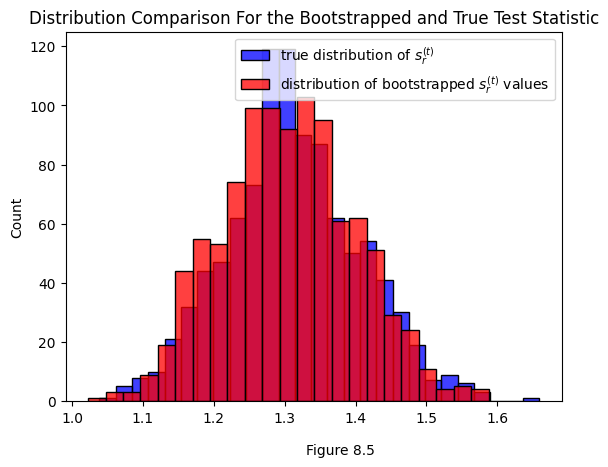 Distribution Comparison For the Bootstrapped and True Test Statistic
true distribution of $s_r^{(t)}$
distribution of bootstrapped $s_r^{(t)}$ values
Count
120
100
80
60
40
20
0
1.0 1.1 1.2 1.3 1.4 1.5 1.6
Figure 8.5